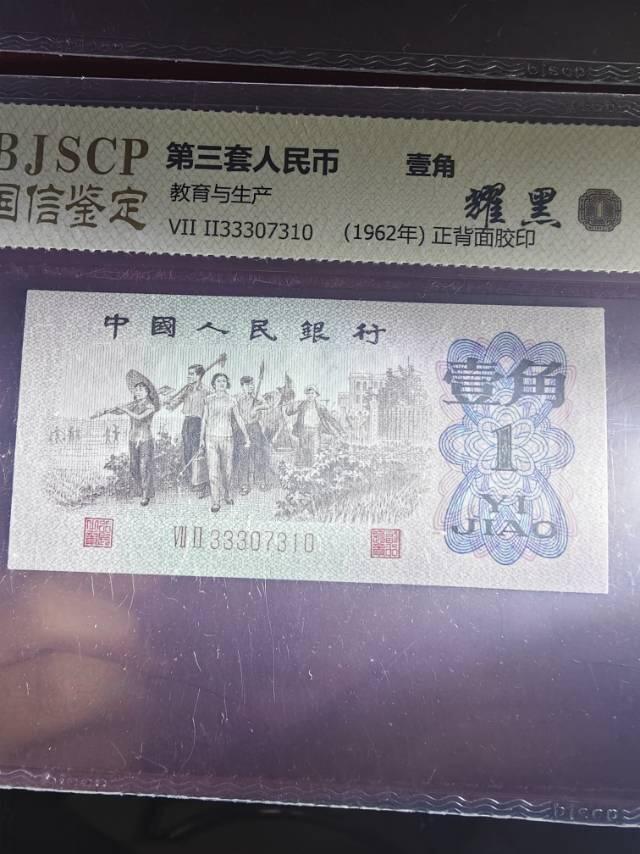 BJSCP 第三套人民币 壹角
国信鉴定 教育与生产 耀黑
VII II33307310 (1962年) 正背面胶印
中國人民銀行
壹角
1
YI
JIAO
VII II 33307310
bjscp